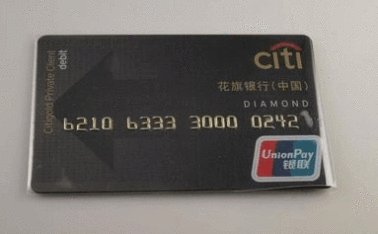 citi
Citigold Private Client
debit
花旗银行(中国)
DIAMOND
6210 6333 3000 0242
UnionPay
银联